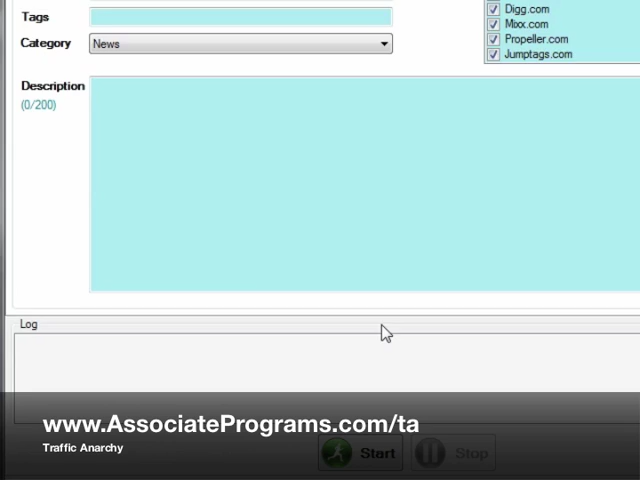 Tags
Digg.com
Mixx.com
Category
News
Propeller.com
Jumptags.com
Description
(0/200)
Log
www.AssociatePrograms.com/ta
Traffic Anarchy
Start
Stop